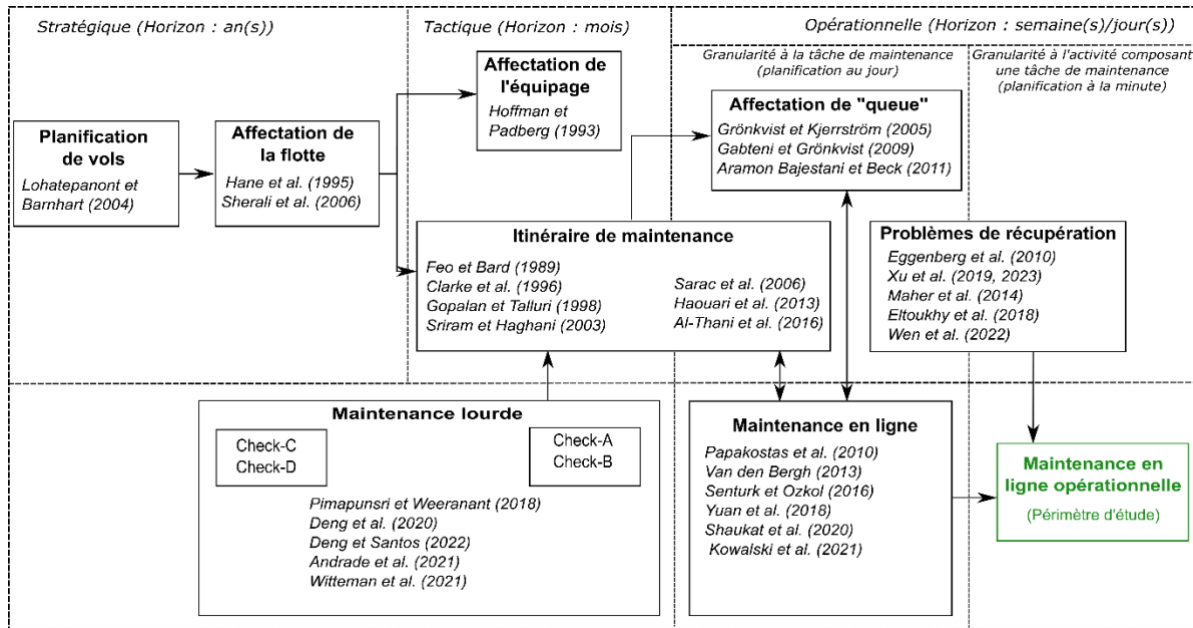 Stratégique (Horizon : an(s))
Tactique (Horizon : mois)
Opérationnelle (Horizon : semaine(s)/jour(s))
Granularité à la tâche de maintenance
(planification au jour)
Granularité à l'activité composant
une tâche de maintenance
(planification à la minute)
Planification
de vols
Lohatepanont et
Barnhart (2004)
Affectation de
la flotte
Hane et al. (1995)
Sherali et al. (2006)
Affectation de
l'équipage
Hoffman et
Padberg (1993)
Affectation de "queue"
Grönkvist et Kjerrström (2005)
Gabteni et Grönkvist (2009)
Aramon Bajestani et Beck (2011)
Itinéraire de maintenance
Feo et Bard (1989)
Clarke et al. (1996)
Gopalan et Talluri (1998)
Sriram et Haghani (2003)
Sarac et al. (2006)
Haouari et al. (2013)
Al-Thani et al. (2016)
Problèmes de récupération
Eggenberg et al. (2010)
Xu et al. (2019, 2023)
Maher et al. (2014)
Eltoukhy et al. (2018)
Wen et al. (2022)
Maintenance lourde
Check-C
Check-D
Check-A
Check-B
Pimapunsri et Weeranant (2018)
Deng et al. (2020)
Deng et Santos (2022)
Andrade et al. (2021)
Witteman et al. (2021)
Maintenance en ligne
Papakostas et al. (2010)
Van den Bergh (2013)
Senturk et Ozkol (2016)
Yuan et al. (2018)
Shaukat et al. (2020)
Kowalski et al. (2021)
Maintenance en
ligne opérationnelle
(Périmètre d'étude)